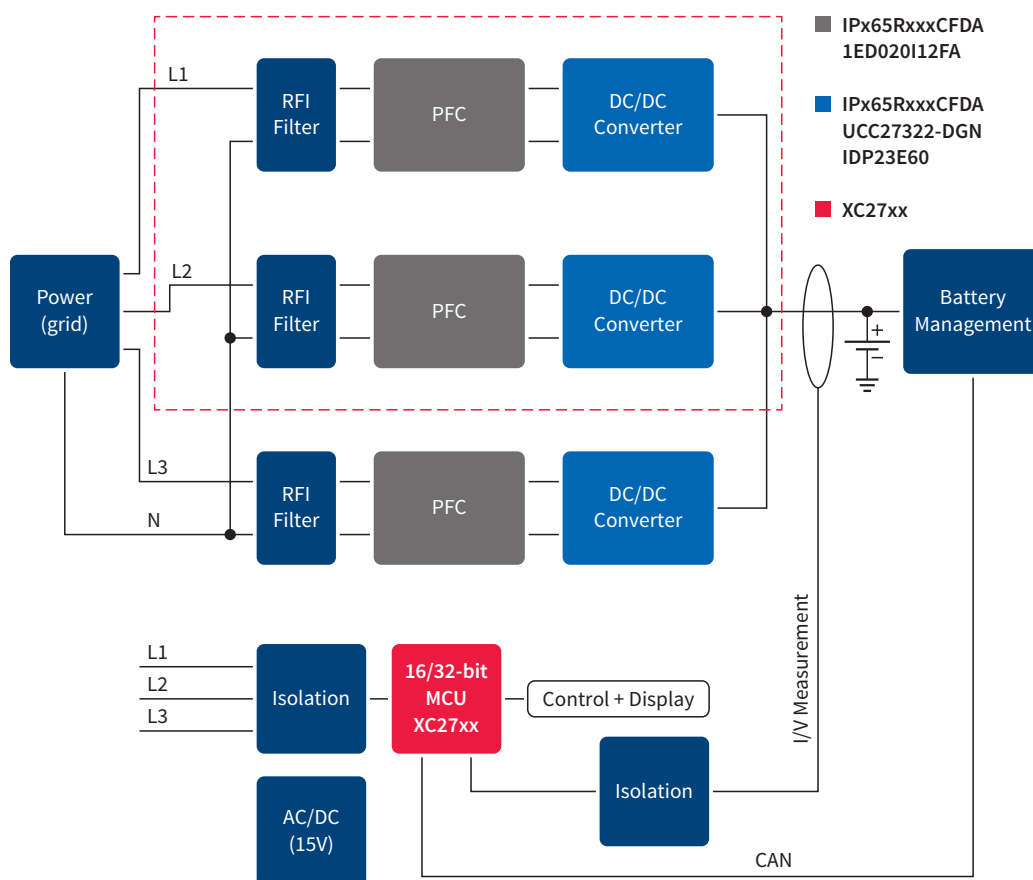 IPx65RxxxCFDA
1ED020I12FA
IPx65RxxxCFDA
UCC27322-DGN
IDP23E60
XC27xx
L1
RFI
Filter
PFC
DC/DC
Converter
Power
(grid)
L2
RFI
Filter
PFC
DC/DC
Converter
+
−
Battery
Management
L3
N
RFI
Filter
PFC
DC/DC
Converter
I/V Measurement
L1
L2
L3
Isolation
16/32-bit
MCU
XC27xx
Control + Display
Isolation
AC/DC
(15V)
CAN